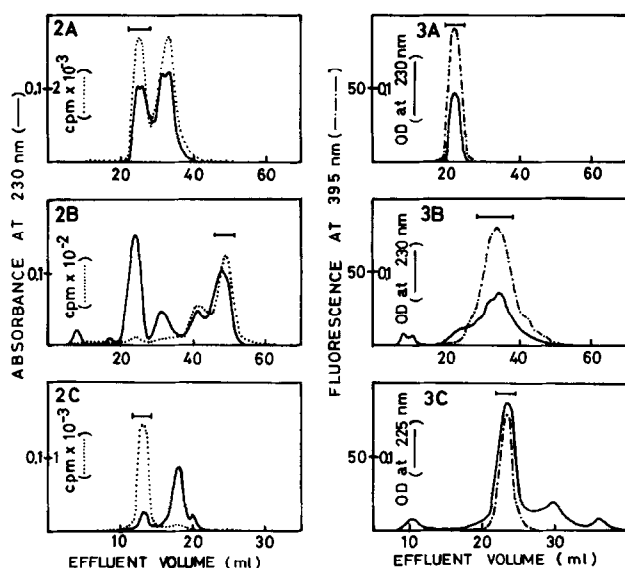 ABSORBANCE AT 230 nm (——)
2A
0.1 2
cpm x 10-3
(········)
20 40 60
2B
0.1
cpm x 10-2
(········)
20 40 60
2C
0.1 1
cpm x 10-3
(········)
10 20 30
EFFLUENT VOLUME (ml)
FLUORESCENCE AT 395 nm (—·—·—)
3A
50 0.1
OD at 230 nm
(——)
20 40 60
3B
50
OD at 230 nm
(——)
0 20 40 60
3C
50 0.1
OD at 225 nm
(——)
10 20 30
EFFLUENT VOLUME (ml)